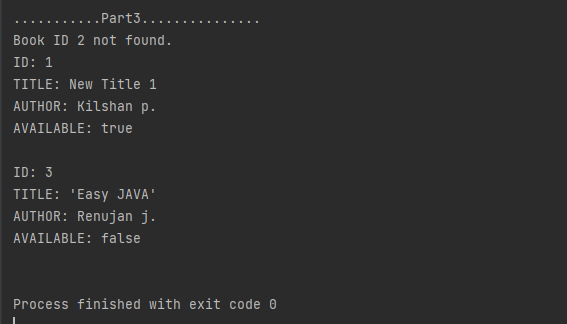 ...........Part3...............
Book ID 2 not found.
ID: 1
TITLE: New Title 1
AUTHOR: Kilshan p.
AVAILABLE: true
ID: 3
TITLE: 'Easy JAVA'
AUTHOR: Renujan j.
AVAILABLE: false
Process finished with exit code 0